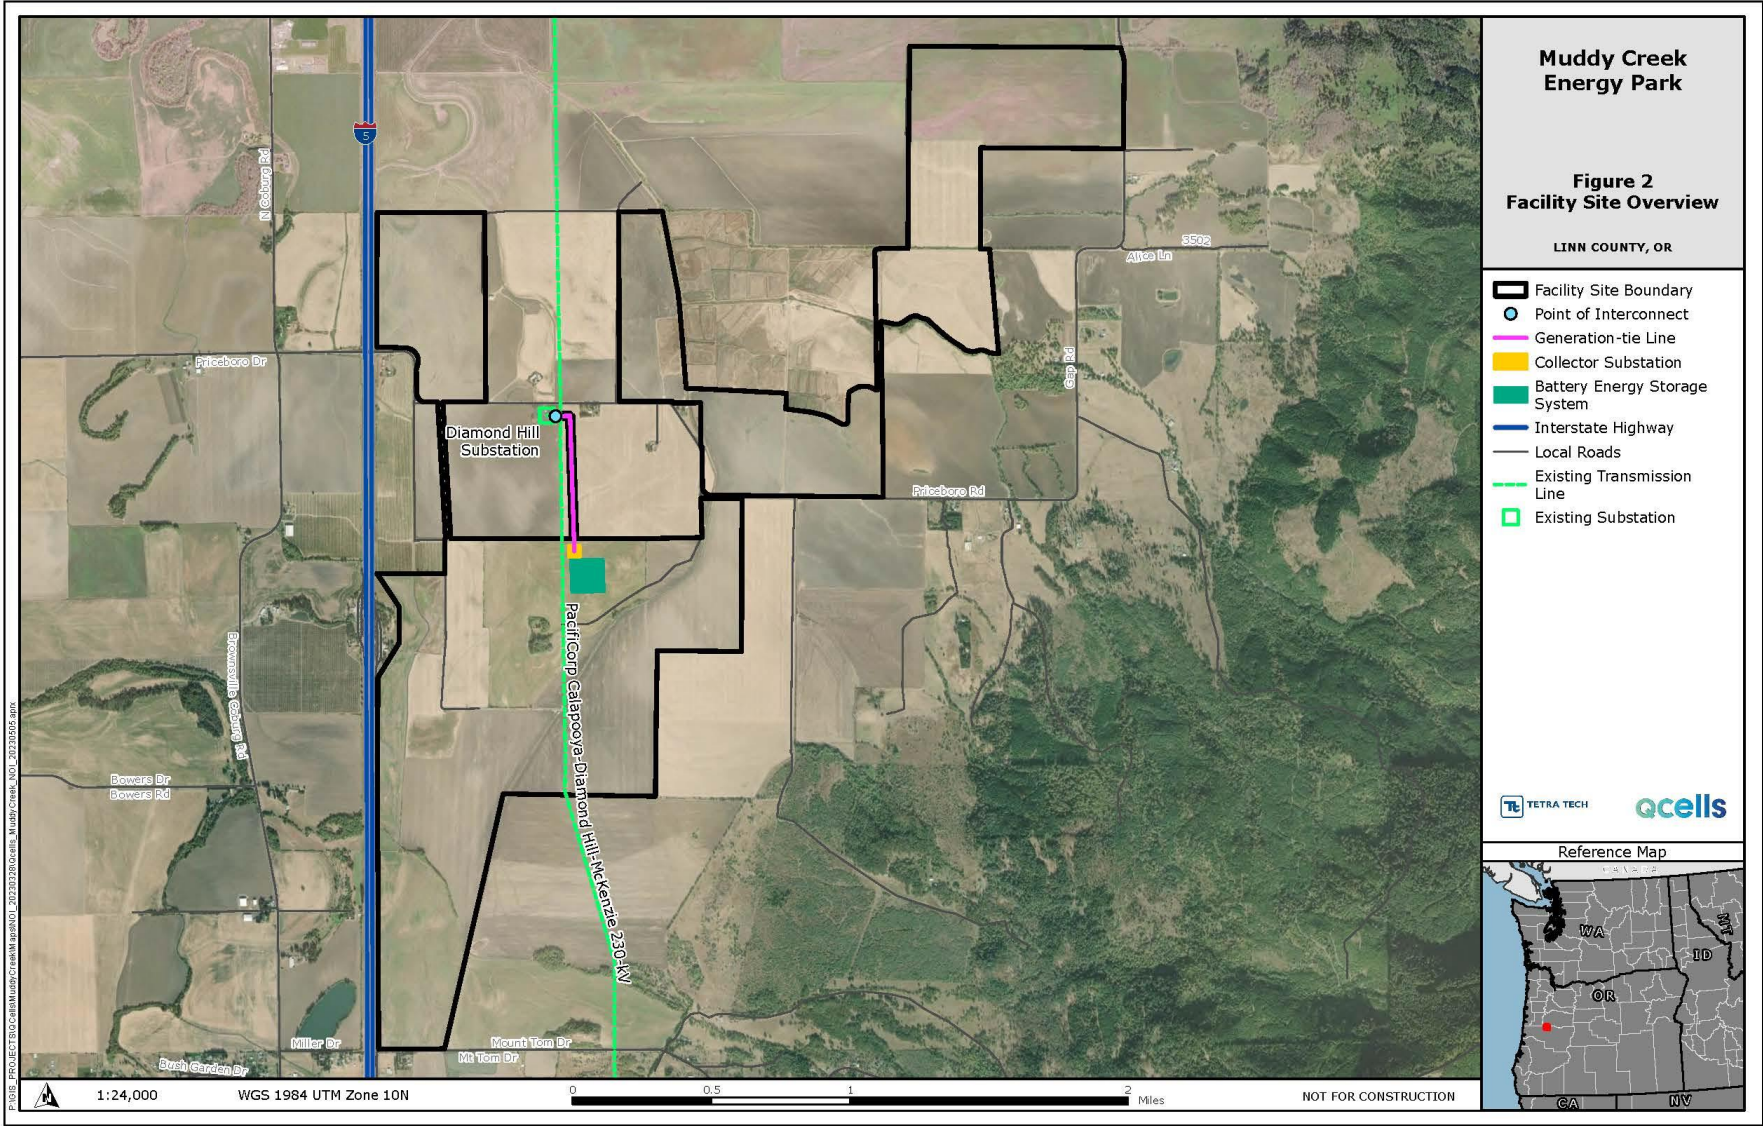 Muddy Creek
Energy Park
Figure 2
Facility Site Overview
LINN COUNTY, OR
Facility Site Boundary
Point of Interconnect
Generation-tie Line
Collector Substation
Battery Energy Storage
System
Interstate Highway
Local Roads
Existing Transmission
Line
Existing Substation
TETRA TECH
Qcells
Reference Map
CANADA
WA
MT
ID
OR
CA
NV
5
N Coburg Rd
3502
Alice Ln
Priceboro Dr
Gap Rd
Diamond Hill
Substation
Priceboro Rd
PacifiCorp Calapooya-Diamond Hill-McKenzie 230-kV
Brownsville Coburg Rd
Bowers Dr
Bowers Rd
Miller Dr
Mount Tom Dr
Mt Tom Dr
Bush Garden Dr
1:24,000
WGS 1984 UTM Zone 10N
0
0.5
1
2
Miles
NOT FOR CONSTRUCTION